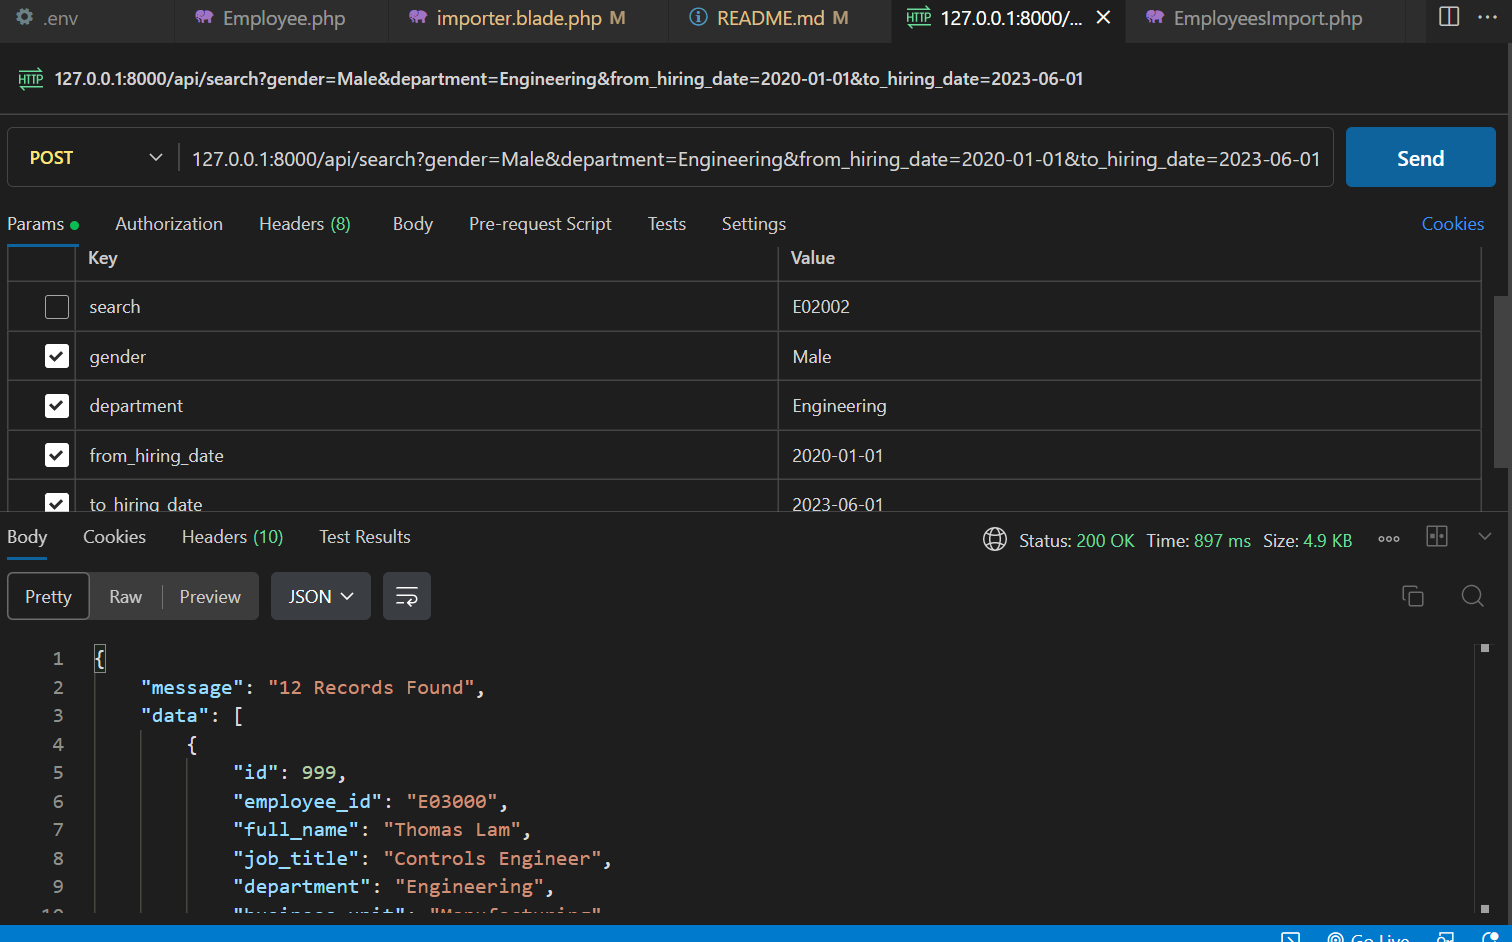 .env Employee.php importer.blade.php M README.md M HTTP 127.0.0.1:8000/... EmployeesImport.php
HTTP 127.0.0.1:8000/api/search?gender=Male&department=Engineering&from_hiring_date=2020-01-01&to_hiring_date=2023-06-01
POST 127.0.0.1:8000/api/search?gender=Male&department=Engineering&from_hiring_date=2020-01-01&to_hiring_date=2023-06-01 Send
Params Authorization Headers (8) Body Pre-request Script Tests Settings Cookies
Key Value
search E02002
gender Male
department Engineering
from_hiring_date 2020-01-01
to_hiring_date 2023-06-01
Body Cookies Headers (10) Test Results Status: 200 OK Time: 897 ms Size: 4.9 KB
Pretty Raw Preview JSON
1 {
2 "message": "12 Records Found",
3 "data": [
4 {
5 "id": 999,
6 "employee_id": "E03000",
7 "full_name": "Thomas Lam",
8 "job_title": "Controls Engineer",
9 "department": "Engineering",
10 "business_unit": "Manufacturing"
Go Live